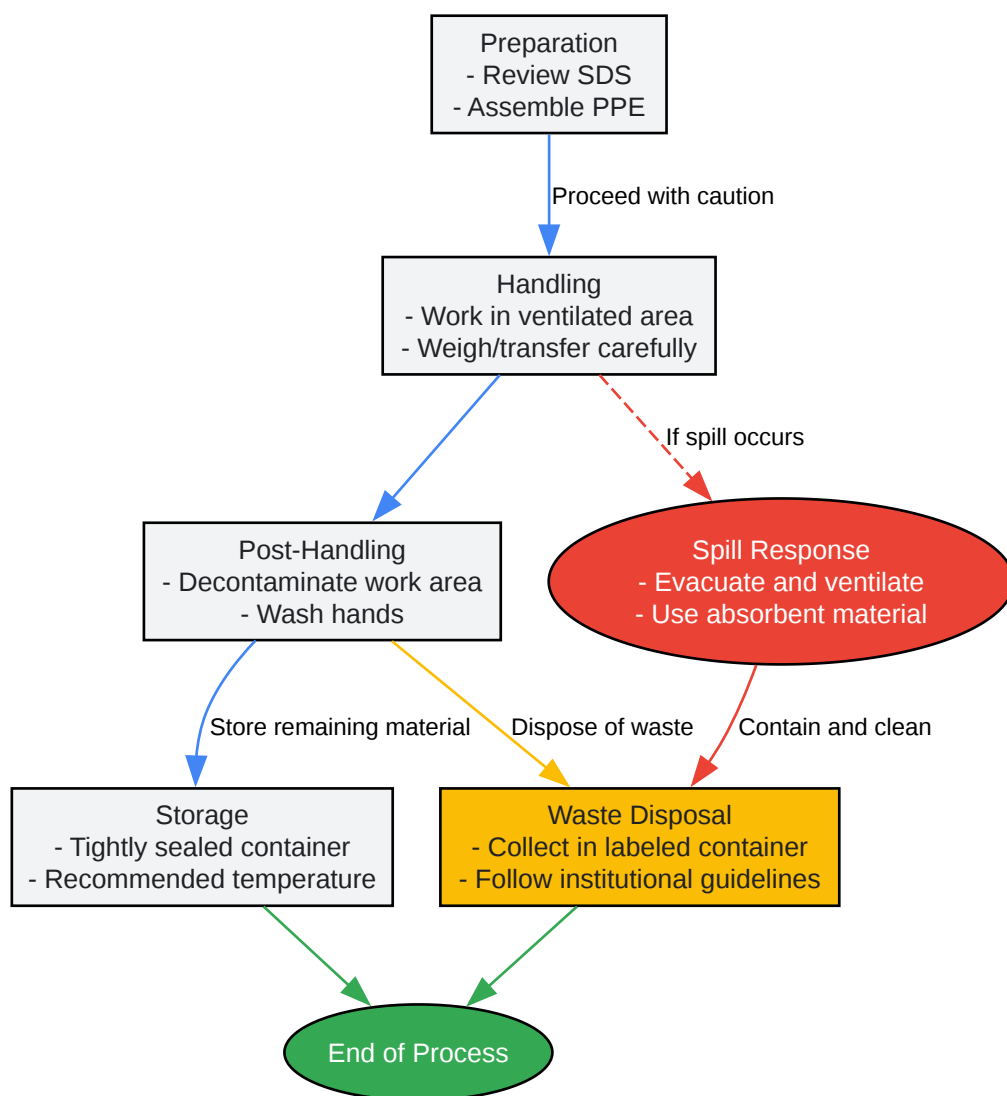 Preparation
- Review SDS
- Assemble PPE
Proceed with caution
Handling
- Work in ventilated area
- Weigh/transfer carefully
If spill occurs
Post-Handling
- Decontaminate work area
- Wash hands
Spill Response
- Evacuate and ventilate
- Use absorbent material
Store remaining material
Dispose of waste
Contain and clean
Storage
- Tightly sealed container
- Recommended temperature
Waste Disposal
- Collect in labeled container
- Follow institutional guidelines
End of Process